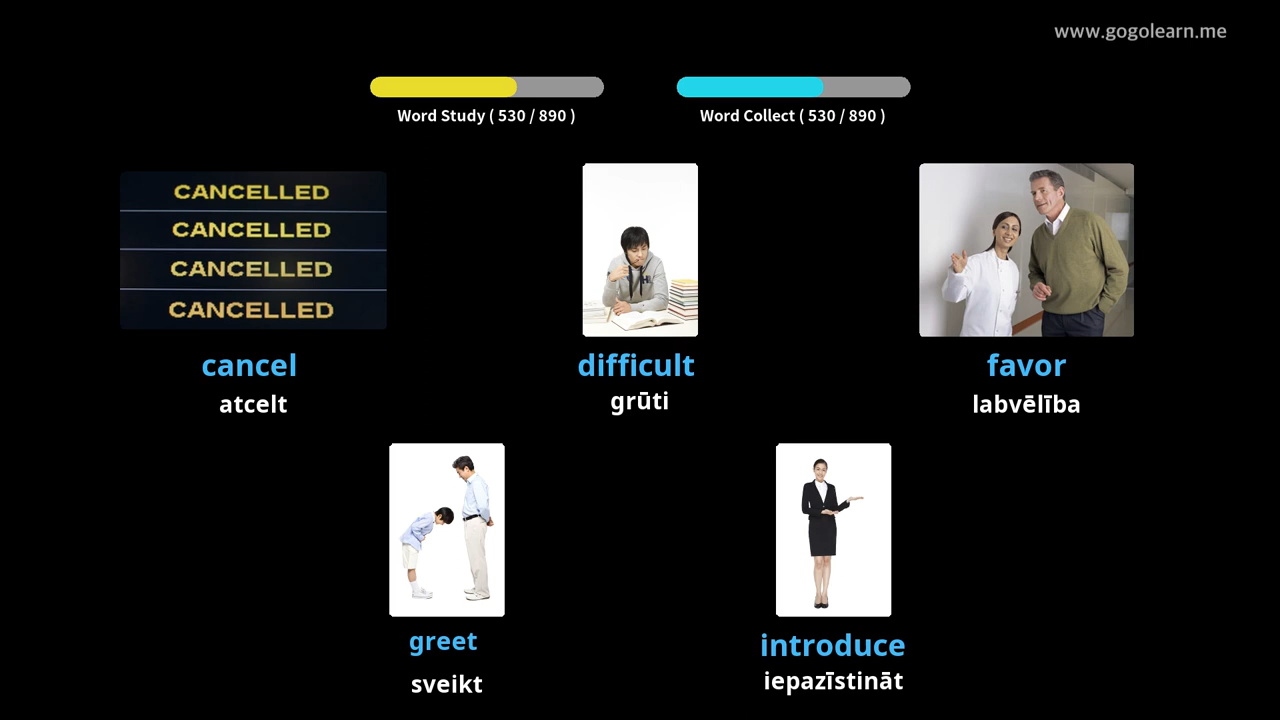 www.gogolearn.me
Word Study ( 530 / 890 )
Word Collect ( 530 / 890 )
CANCELLED
CANCELLED
CANCELLED
CANCELLED
cancel
atcelt
difficult
grūti
favor
labvēlība
greet
sveikt
introduce
iepazīstināt